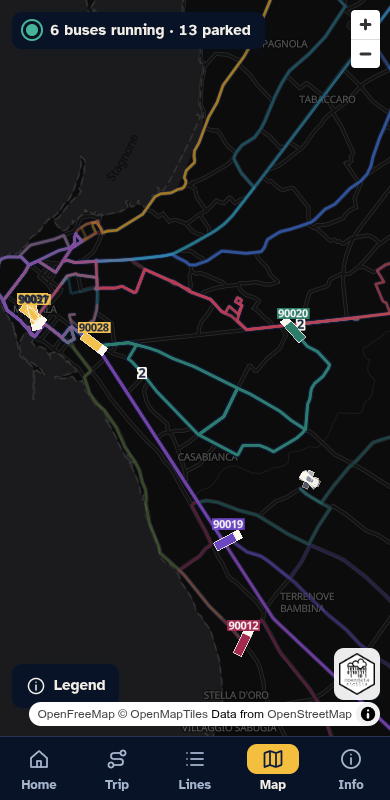 6 buses running · 13 parked
PAGNOLA
TABACCARO
Stagnone
90020
2
90028
2
CASABIANCA
90019
TERRENOVE
BAMBINA
90012
Legend
STELLA D'ORO
OpenFreeMap © OpenMapTiles Data from OpenStreetMap
VILLAGGIO SABUGIA
Home
Trip
Lines
Map
Info